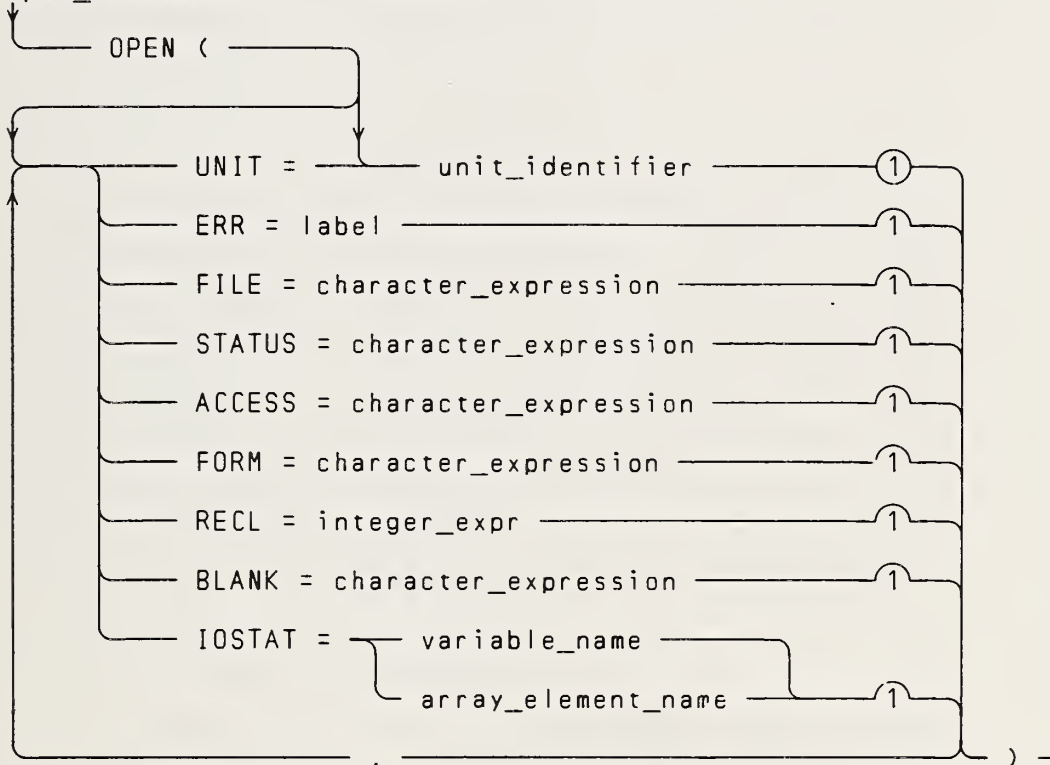 OPEN (
UNIT = unit_identifier 1
ERR = label 1
FILE = character_expression 1
STATUS = character_expression 1
ACCESS = character_expression 1
FORM = character_expression 1
RECL = integer_expr 1
BLANK = character_expression 1
IOSTAT = variable_name
array_element_name 1
, )